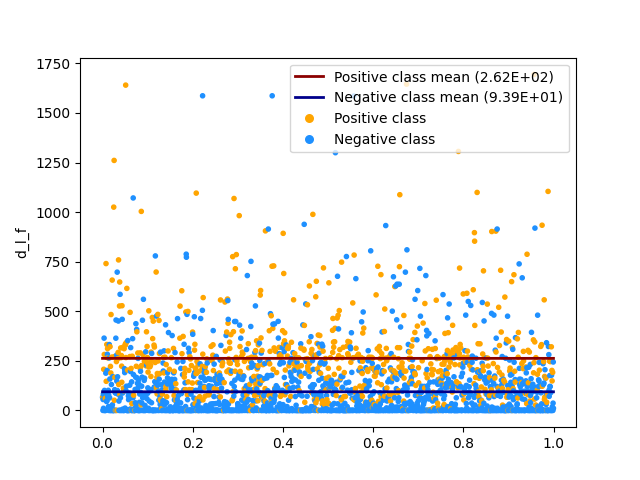 1750
1500
1250
1000
750
500
250
0
d_l_f
0.0 0.2 0.4 0.6 0.8 1.0
Positive class mean (2.62E+02)
Negative class mean (9.39E+01)
Positive class
Negative class